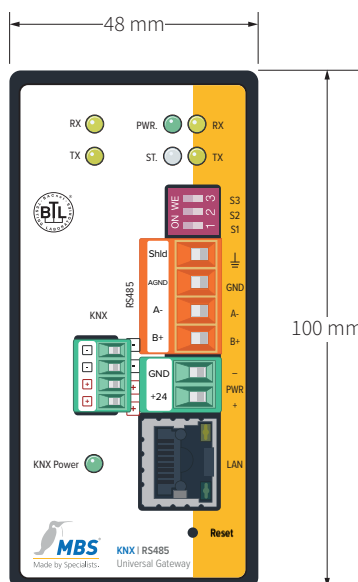 48 mm
RX
PWR.
RX
TX
ST.
TX
BTL
ON WE
1 2 3
S3
S2
S1
Shld
AGND
GND
RS485
A-
A-
B+
B+
KNX
-
-
+
+
-
-
+
+
GND
+24
–
PWR
+
100 mm
KNX Power
LAN
Reset
MBS
Made by Specialists.
KNX | RS485
Universal Gateway